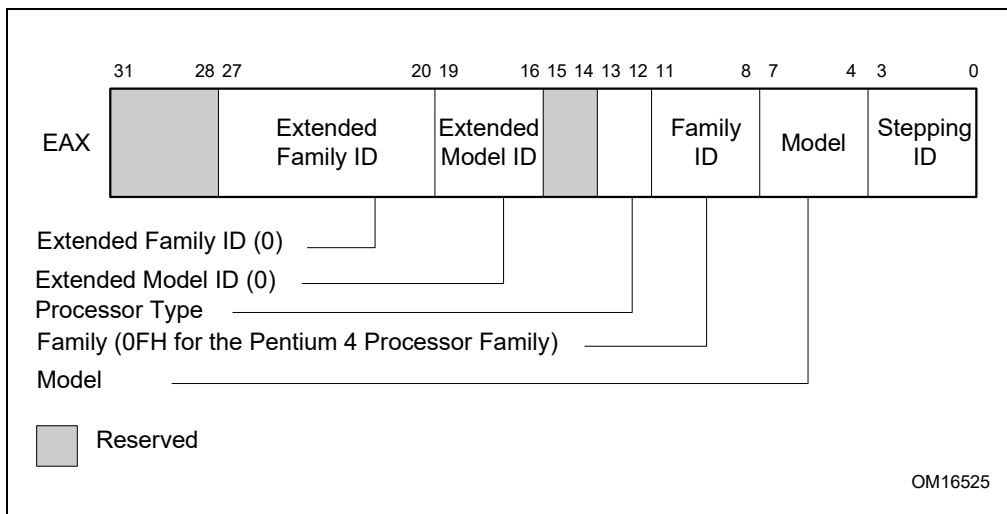 31 28 27 20 19 16 15 14 13 12 11 8 7 4 3 0
EAX
Extended Family ID
Extended Model ID
Family ID
Model
Stepping ID
Extended Family ID (0)
Extended Model ID (0)
Processor Type
Family (0FH for the Pentium 4 Processor Family)
Model
Reserved
OM16525